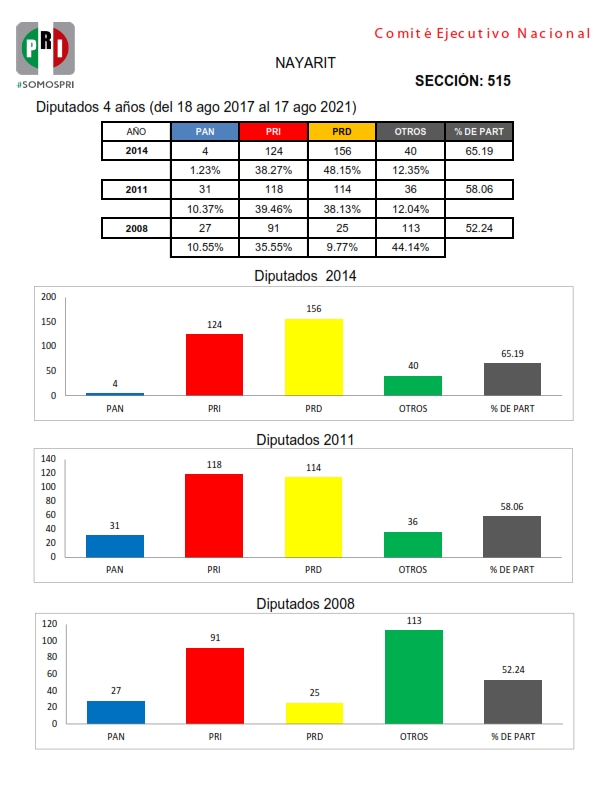 Comité Ejecutivo Nacional
PRI
#SOMOSPRI
NAYARIT
SECCIÓN: 515
Diputados 4 años (del 18 ago 2017 al 17 ago 2021)
AÑO PAN PRI PRD OTROS % DE PART
2014 4 124 156 40 65.19
1.23% 38.27% 48.15% 12.35%
2011 31 118 114 36 58.06
10.37% 39.46% 38.13% 12.04%
2008 27 91 25 113 52.24
10.55% 35.55% 9.77% 44.14%
Diputados 2014
200
150
100
50
0
4
124
156
40
65.19
PAN PRI PRD OTROS % DE PART
Diputados 2011
140
120
100
80
60
40
20
0
31
118
114
36
58.06
PAN PRI PRD OTROS % DE PART
Diputados 2008
120
100
80
60
40
20
0
27
91
25
113
52.24
PAN PRI PRD OTROS % DE PART